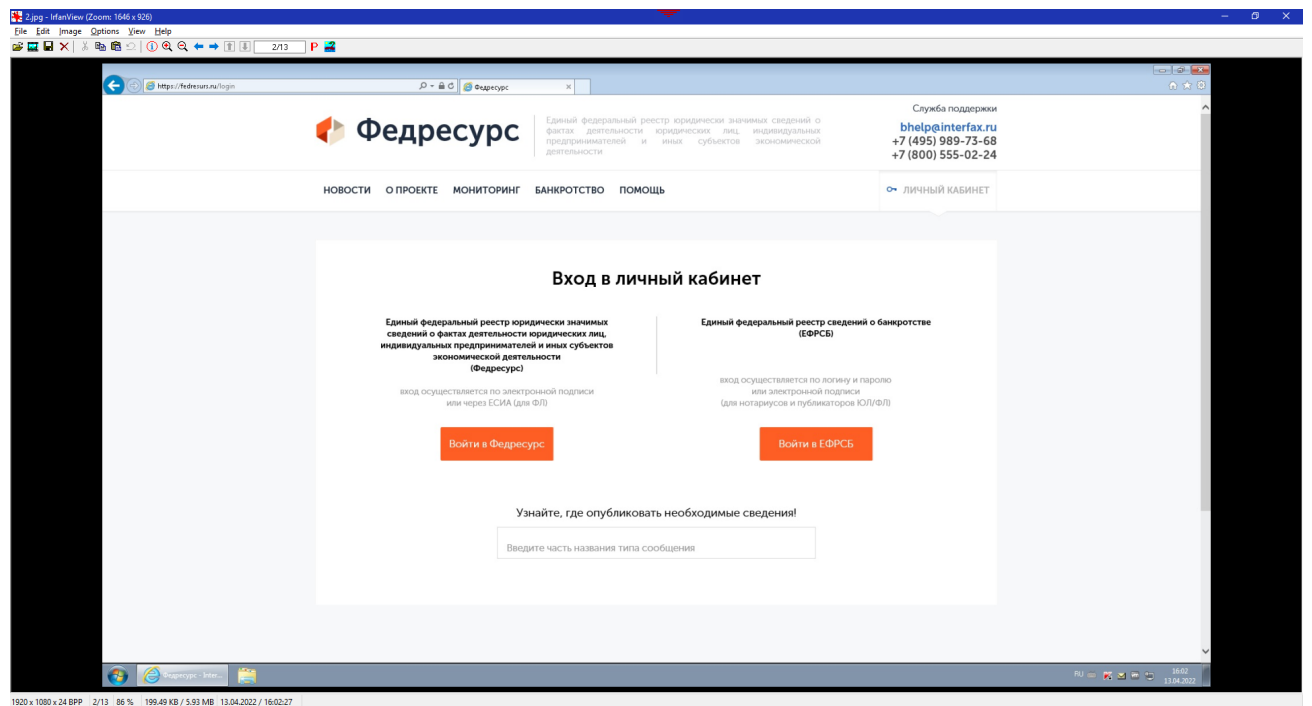 2.jpg - IrfanView (Zoom: 1646 x 926)
File Edit Image Options View Help
2/13
https://fedresurs.ru/login
Федресурс
Федресурс
Единый федеральный реестр юридически значимых сведений о
фактах деятельности юридических лиц, индивидуальных
предпринимателей и иных субъектов экономической
деятельности
Служба поддержки
bhelp@interfax.ru
+7 (495) 989-73-68
+7 (800) 555-02-24
НОВОСТИ О ПРОЕКТЕ МОНИТОРИНГ БАНКРОТСТВО ПОМОЩЬ
ЛИЧНЫЙ КАБИНЕТ
Вход в личный кабинет
Единый федеральный реестр юридически значимых
сведений о фактах деятельности юридических лиц,
индивидуальных предпринимателей и иных субъектов
экономической деятельности
(Федресурс)
вход осуществляется по электронной подписи
или через ЕСИА (для ФЛ)
Войти в Федресурс
Единый федеральный реестр сведений о банкротстве
(ЕФРСБ)
вход осуществляется по логину и паролю
или электронной подписи
(для нотариусов и публикаторов ЮЛ/ФЛ)
Войти в ЕФРСБ
Узнайте, где опубликовать необходимые сведения!
Введите часть названия типа сообщения
Федресурс - Inter...
RU
16:02
13.04.2022
1920 x 1080 x 24 BPP 2/13 86 % 199.49 KB / 5.93 MB 13.04.2022 / 16:02:27